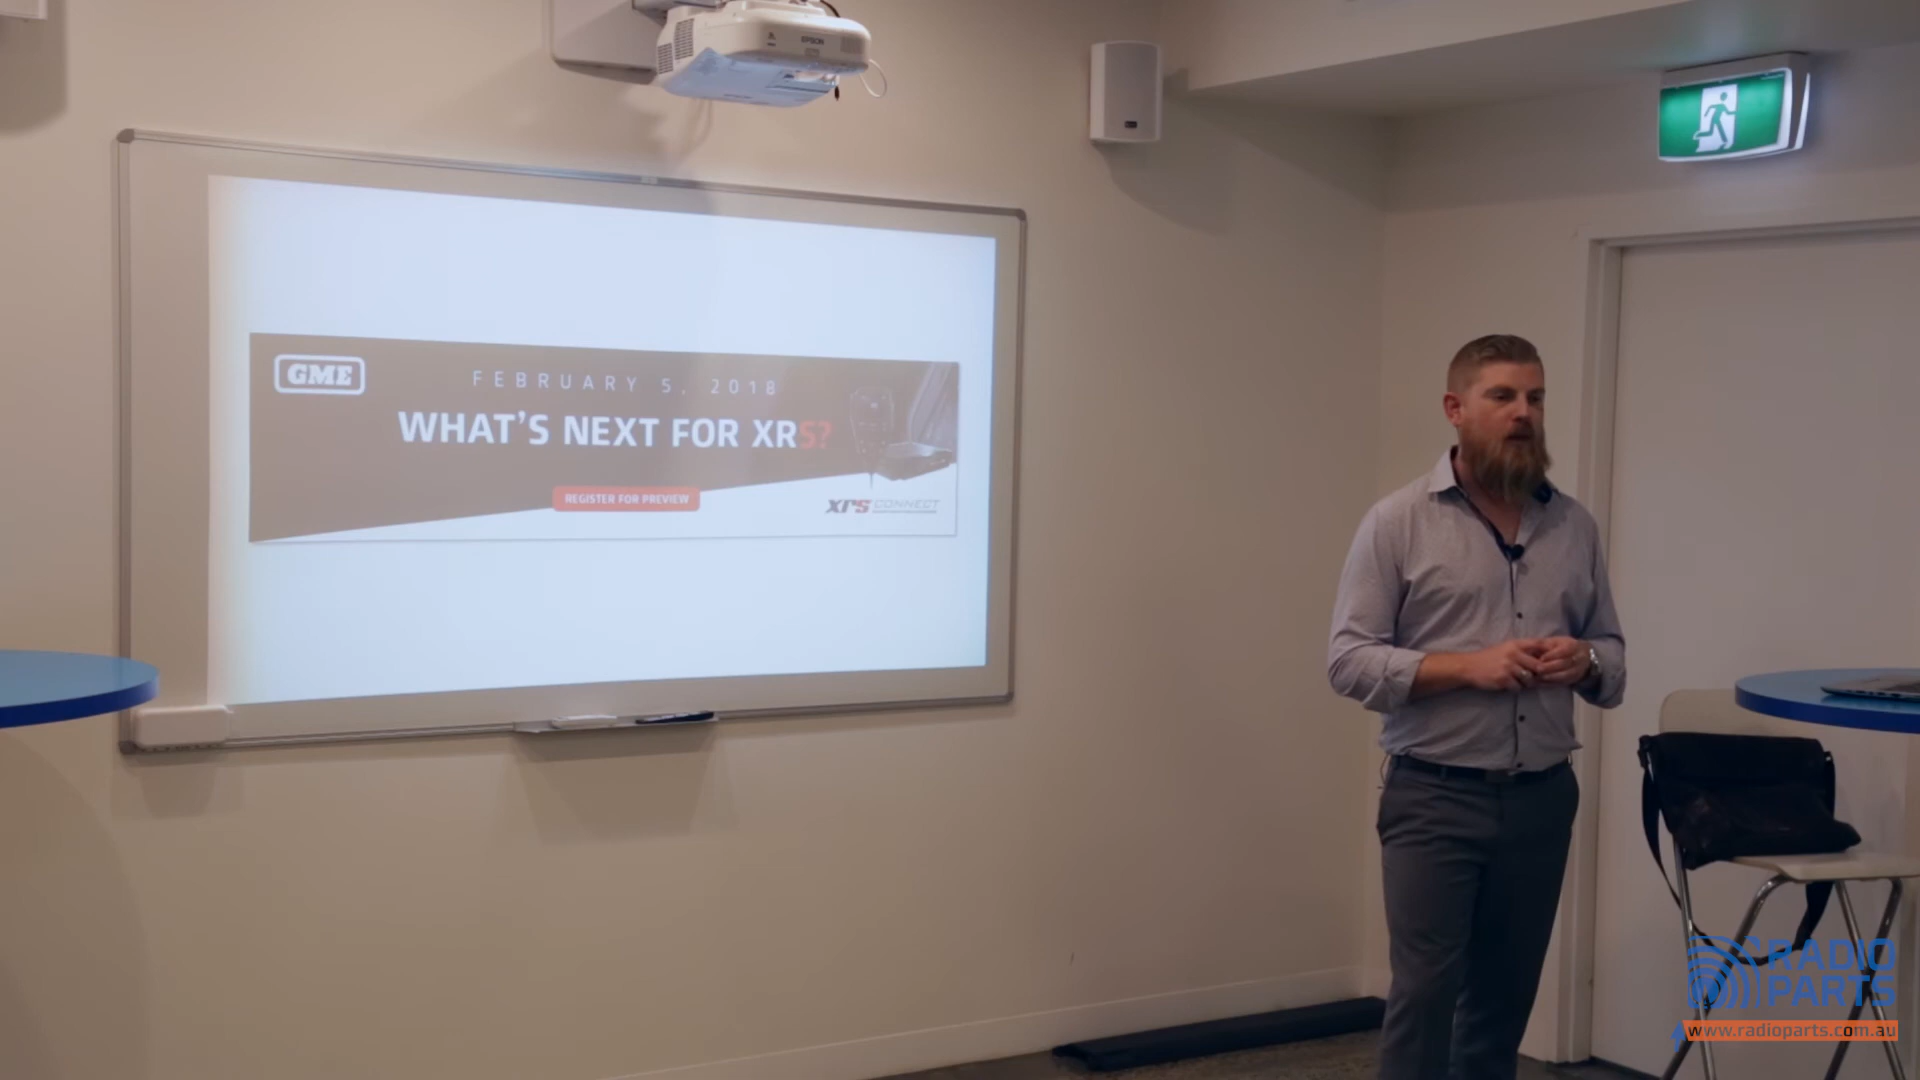 EPSON
GME
FEBRUARY 5, 2018
WHAT'S NEXT FOR XRS?
REGISTER FOR PREVIEW
XRS CONNECT
RADIO
PARTS
www.radioparts.com.au